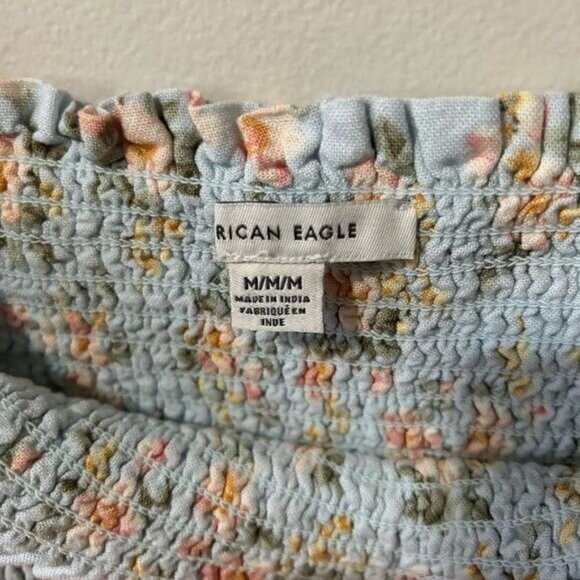 RICAN EAGLE
M/M/M
MADE IN INDIA
FABRIQUÉ EN
INDE